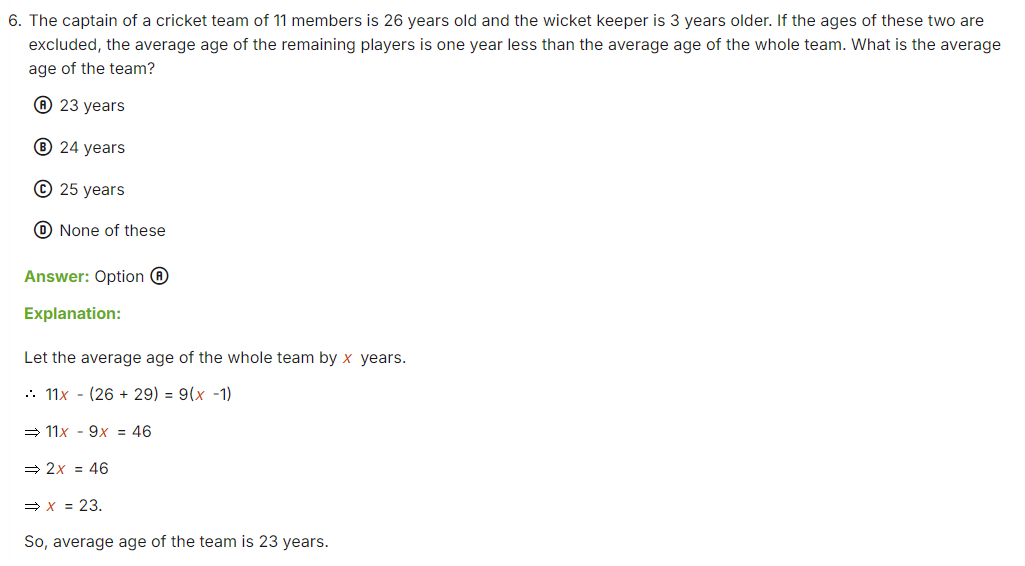 6. The captain of a cricket team of 11 members is 26 years old and the wicket keeper is 3 years older. If the ages of these two are
excluded, the average age of the remaining players is one year less than the average age of the whole team. What is the average
age of the team?
Ⓐ 23 years
Ⓑ 24 years
Ⓒ 25 years
Ⓓ None of these
Answer: Option Ⓐ
Explanation:
Let the average age of the whole team by x years.
∴ 11x - (26 + 29) = 9(x -1)
⇒ 11x - 9x = 46
⇒ 2x = 46
⇒ x = 23.
So, average age of the team is 23 years.